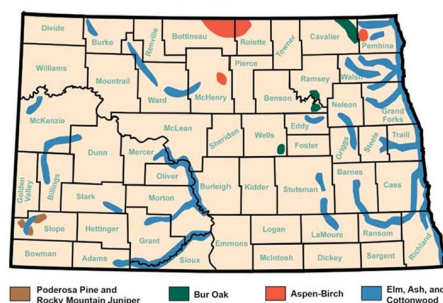 Divide
Burke
Renville
Bottineau
Rolette
Towner
Cavalier
Pembina
Williams
Mountrail
Ward
McHenry
Pierce
Benson
Ramsey
Walsh
McKenzie
McLean
Sheridan
Wells
Eddy
Foster
Nelson
Grand
Forks
Griggs
Steele
Traill
Dunn
Mercer
Oliver
Golden
Valley
Billings
Stark
Morton
Burleigh
Kidder
Stutsman
Barnes
Cass
Slope
Hettinger
Grant
Bowman
Adams
Sioux
Emmons
Logan
McIntosh
LaMoure
Dickey
Ransom
Sargent
Richland
Poderosa Pine and
Rocky Mountain Juniper
Bur Oak
Aspen-Birch
Elm, Ash, and
Cottonwood